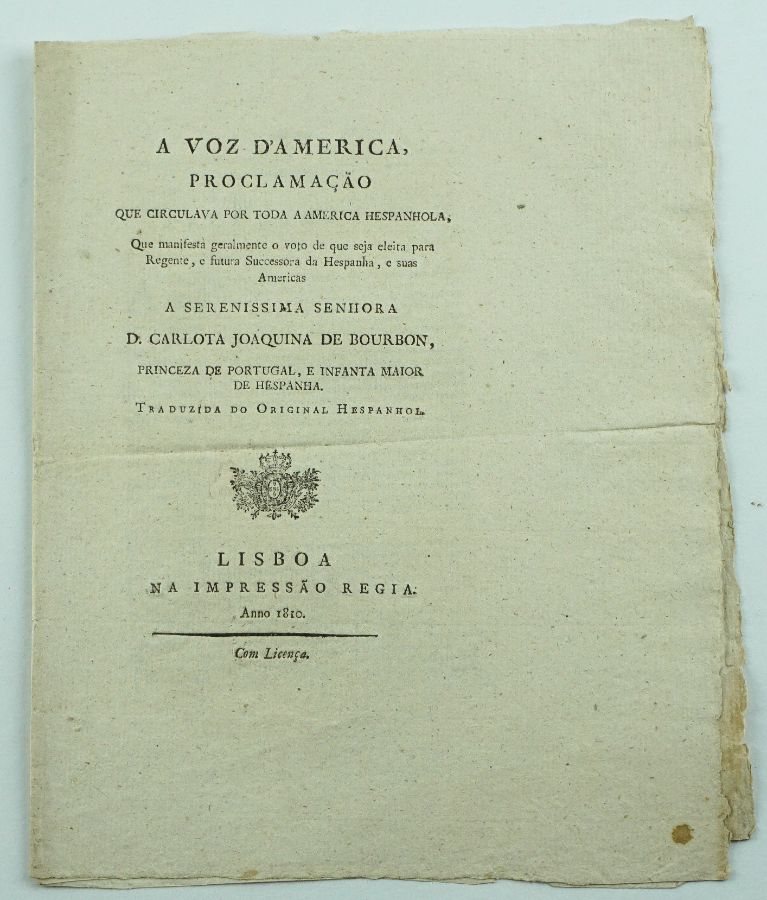 A VOZ D'AMERICA,
PROCLAMAÇÃO
QUE CIRCULAVA POR TODA A AMERICA HESPANHOLA,
Que manifesta geralmente o voto de que seja eleita para
Regente, e futura Successora da Hespanha, e suas
Americas
A SERENISSIMA SENHORA
D. CARLOTA JOAQUINA DE BOURBON,
PRINCEZA DE PORTUGAL, E INFANTA MAIOR
DE HESPANHA.
TRADUZIDA DO ORIGINAL HESPANHOL.
LISBOA
NA IMPRESSÃO REGIA.
Anno 1810.
Com Licença.